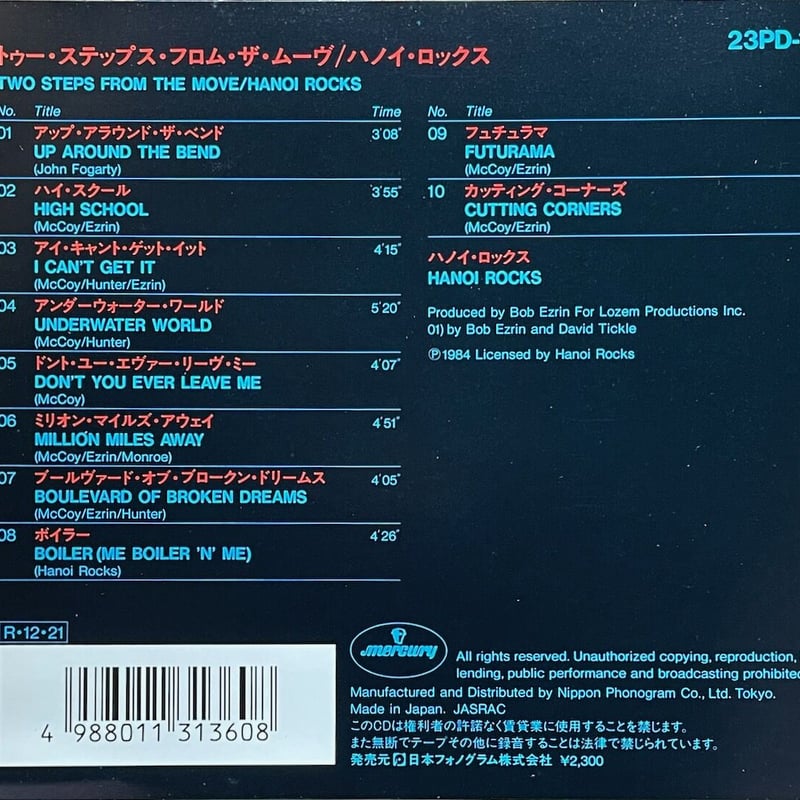 トゥー・ステップス・フロム・ザ・ムーヴ/ハノイ・ロックス
TWO STEPS FROM THE MOVE/HANOI ROCKS
23PD-
No. Title Time
01 アップ・アラウンド・ザ・ベンド 3'08"
UP AROUND THE BEND
(John Fogarty)
02 ハイ・スクール 3'55"
HIGH SCHOOL
(McCoy/Ezrin)
03 アイ・キャント・ゲット・イット 4'15"
I CAN'T GET IT
(McCoy/Hunter/Ezrin)
04 アンダーウォーター・ワールド 5'20"
UNDERWATER WORLD
(McCoy/Hunter)
05 ドント・ユー・エヴァー・リーヴ・ミー 4'07"
DON'T YOU EVER LEAVE ME
(McCoy)
06 ミリオン・マイルズ・アウェイ 4'51"
MILLION MILES AWAY
(McCoy/Ezrin/Monroe)
07 ブールヴァード・オブ・ブロークン・ドリームス 4'05"
BOULEVARD OF BROKEN DREAMS
(McCoy/Ezrin/Hunter)
08 ボイラー 4'26"
BOILER (ME BOILER 'N' ME)
(Hanoi Rocks)
No. Title
09 フュチュラマ
FUTURAMA
(McCoy/Ezrin)
10 カッティング・コーナーズ
CUTTING CORNERS
(McCoy/Ezrin)
ハノイ・ロックス
HANOI ROCKS
Produced by Bob Ezrin For Lozem Productions Inc.
01) by Bob Ezrin and David Tickle
Ⓟ1984 Licensed by Hanoi Rocks
R・12・21
4 988011 313608
mercury
All rights reserved. Unauthorized copying, reproduction,
lending, public performance and broadcasting prohibited
Manufactured and Distributed by Nippon Phonogram Co., Ltd. Tokyo.
Made in Japan. JASRAC
このCDは権利者の許諾なく賃貸業に使用することを禁じます。
また無断でテープその他に録音することは法律で禁じられています。
発売元 日本フォノグラム株式会社 ¥2,300